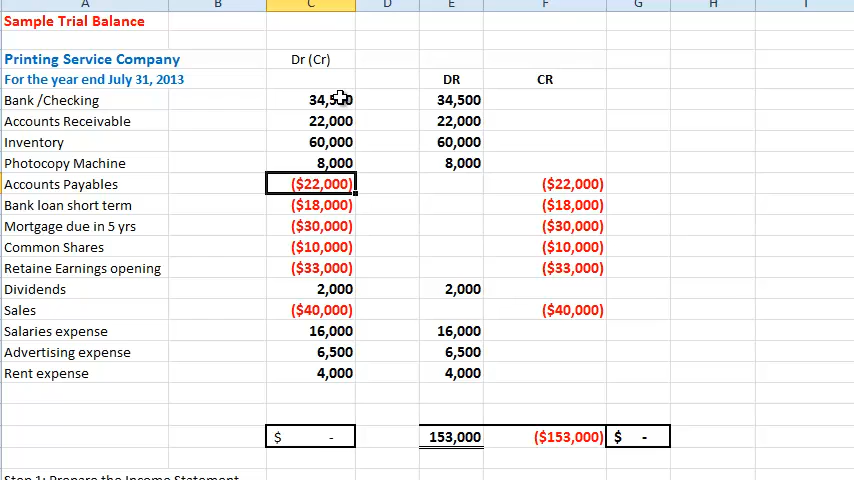 A B C D E F G H I
Sample Trial Balance
Printing Service Company Dr (Cr)
For the year end July 31, 2013 DR CR
Bank /Checking 34,500 34,500
Accounts Receivable 22,000 22,000
Inventory 60,000 60,000
Photocopy Machine 8,000 8,000
Accounts Payables ($22,000) ($22,000)
Bank loan short term ($18,000) ($18,000)
Mortgage due in 5 yrs ($30,000) ($30,000)
Common Shares ($10,000) ($10,000)
Retaine Earnings opening ($33,000) ($33,000)
Dividends 2,000 2,000
Sales ($40,000) ($40,000)
Salaries expense 16,000 16,000
Advertising expense 6,500 6,500
Rent expense 4,000 4,000
$ - 153,000 ($153,000) $ -
Step 1: Prepare the Income Statement